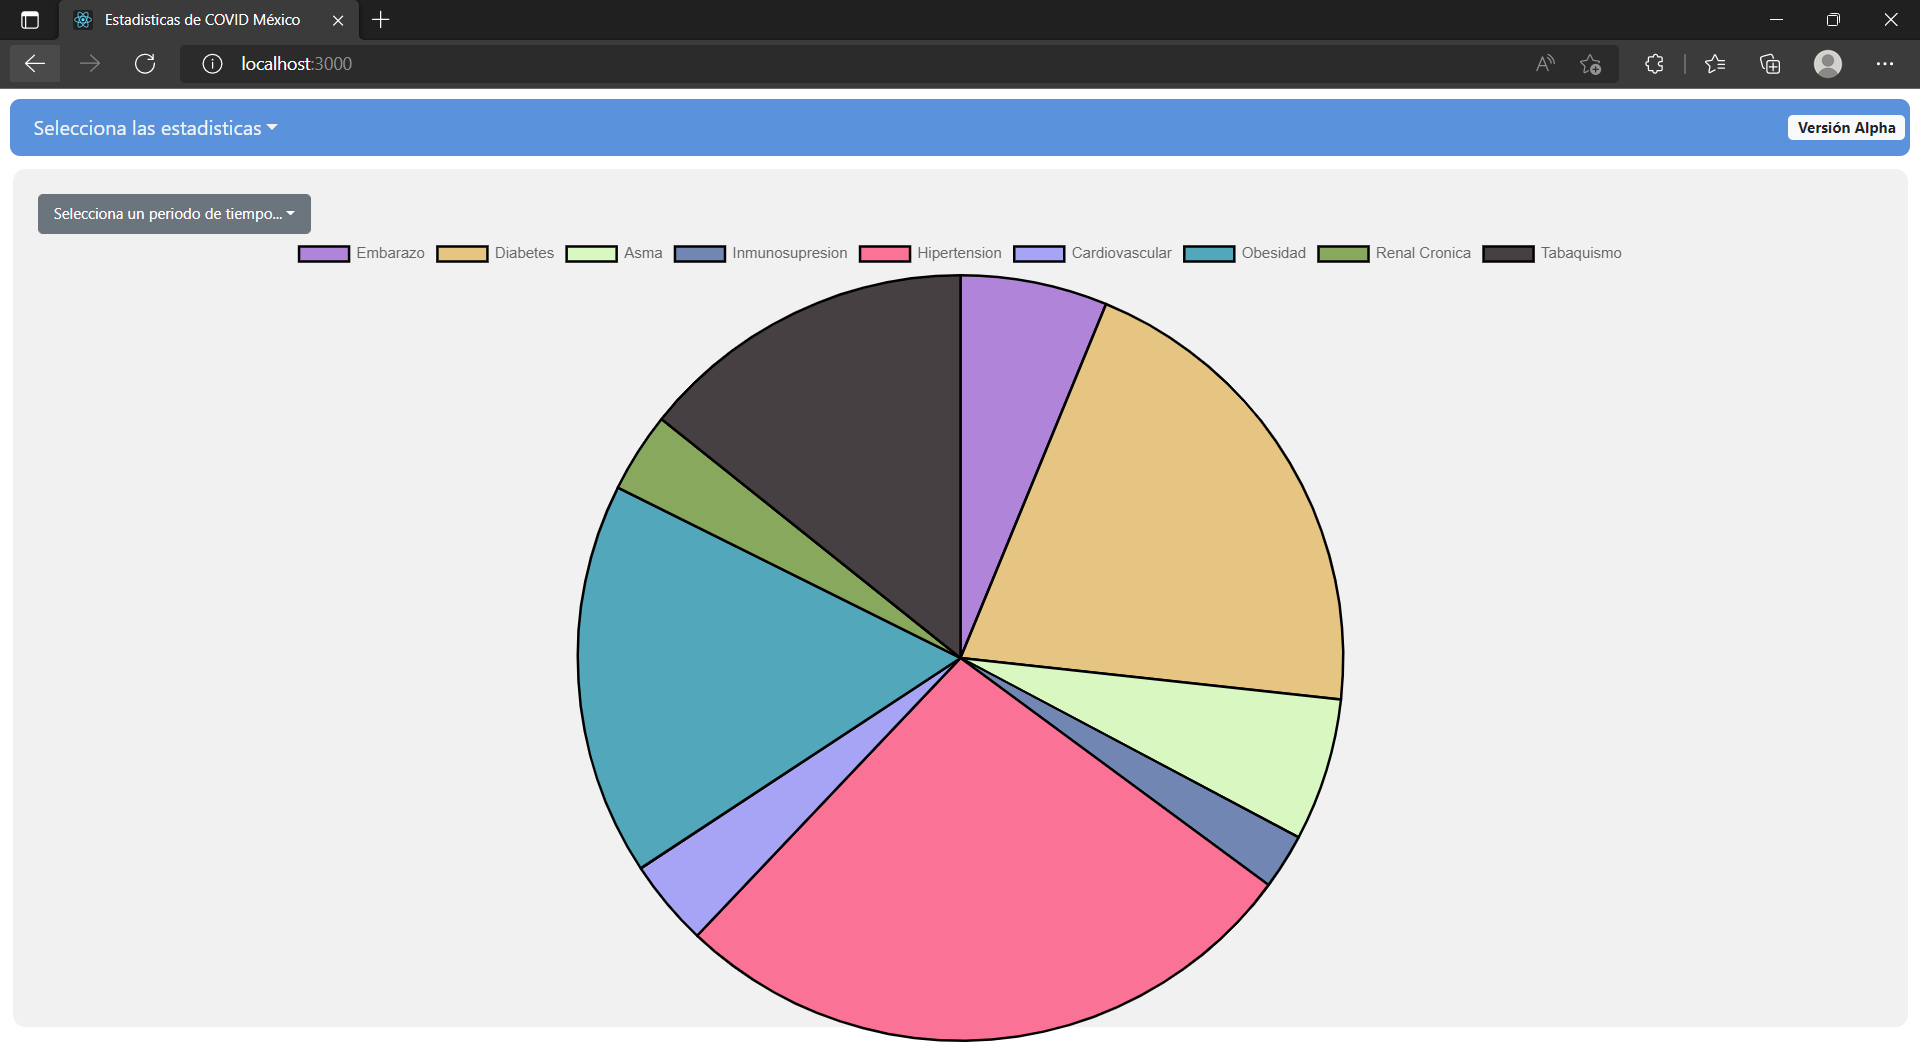 Estadisticas de COVID México
localhost:3000
Selecciona las estadisticas
Versión Alpha
Selecciona un periodo de tiempo...
Embarazo Diabetes Asma Inmunosupresion Hipertension Cardiovascular Obesidad Renal Cronica Tabaquismo